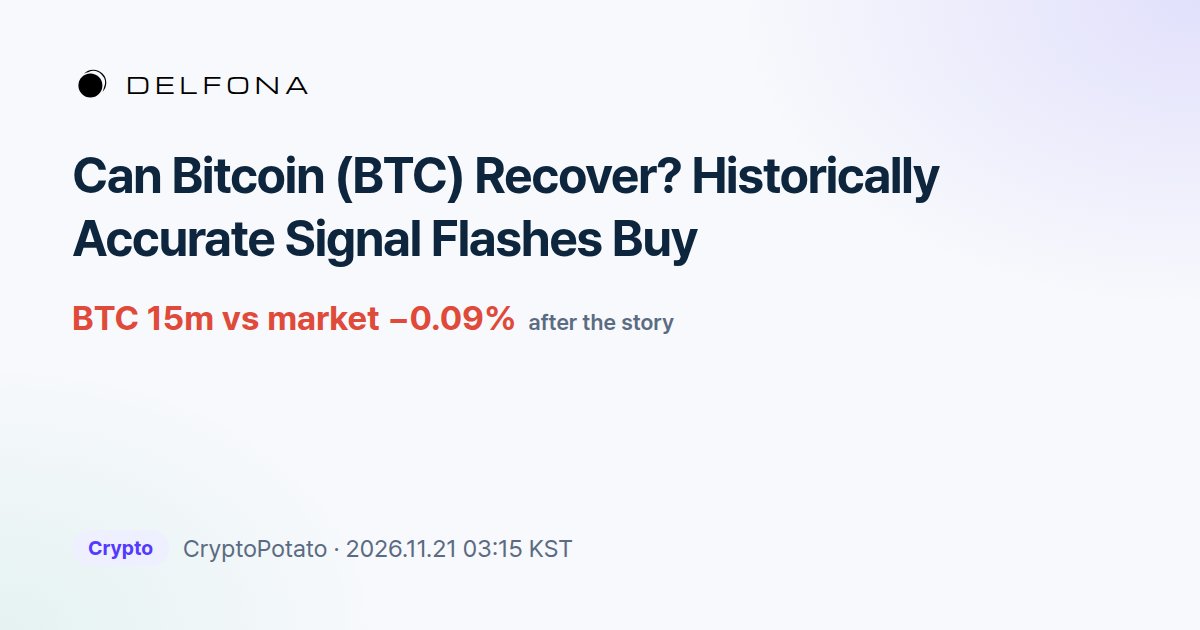 DELFONA
Can Bitcoin (BTC) Recover? Historically
Accurate Signal Flashes Buy
BTC 15m vs market −0.09% after the story
Crypto CryptoPotato · 2026.11.21 03:15 KST